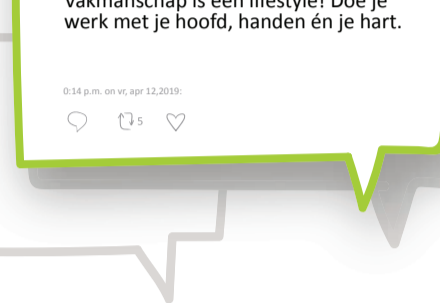 Vakmanschap is een lifestyle! Doe je
werk met je hoofd, handen én je hart.
0:14 p.m. on vr, apr 12,2019:
5